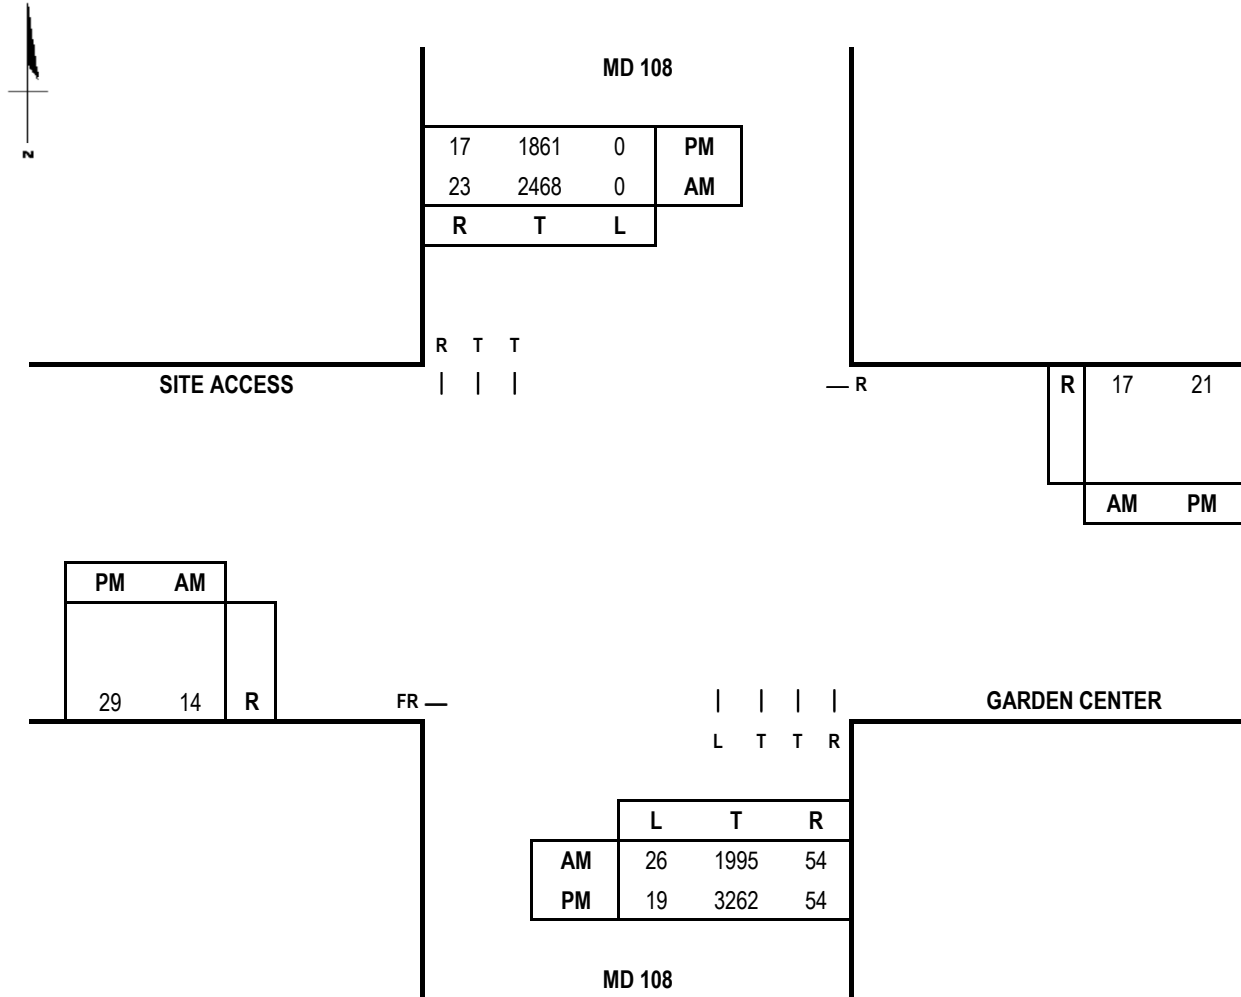 MD 108
N
17 1861 0 PM
23 2468 0 AM
R T L
R T T
SITE ACCESS
R
R 17 21
AM PM
PM AM
29 14 R
FR
GARDEN CENTER
L T T R
L T R
AM 26 1995 54
PM 19 3262 54
MD 108